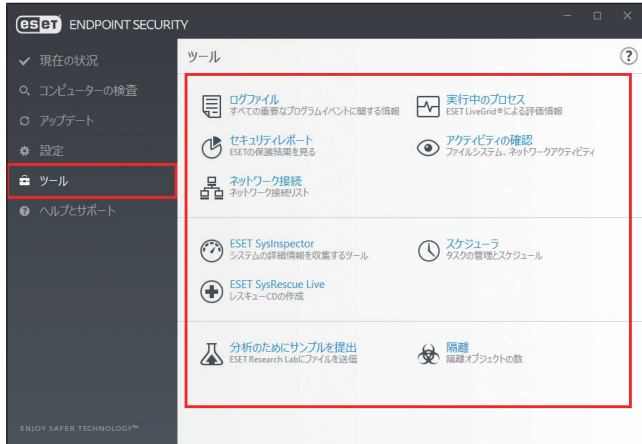 eset ENDPOINT SECURITY
現在の状況
コンピューターの検査
アップデート
設定
ツール
ヘルプとサポート
ENJOY SAFER TECHNOLOGY™
ツール
?
ログファイル
すべての重要なプログラムイベントに関する情報
実行中のプロセス
ESET LiveGrid®による評価情報
セキュリティレポート
ESETの保護結果を見る
アクティビティの確認
ファイルシステム、ネットワークアクティビティ
ネットワーク接続
ネットワーク接続リスト
ESET SysInspector
システムの詳細情報を収集するツール
スケジューラ
タスクの管理とスケジュール
ESET SysRescue Live
レスキューCDの作成
分析のためにサンプルを提出
ESET Research Labにファイルを送信
隔離
隔離オブジェクトの数